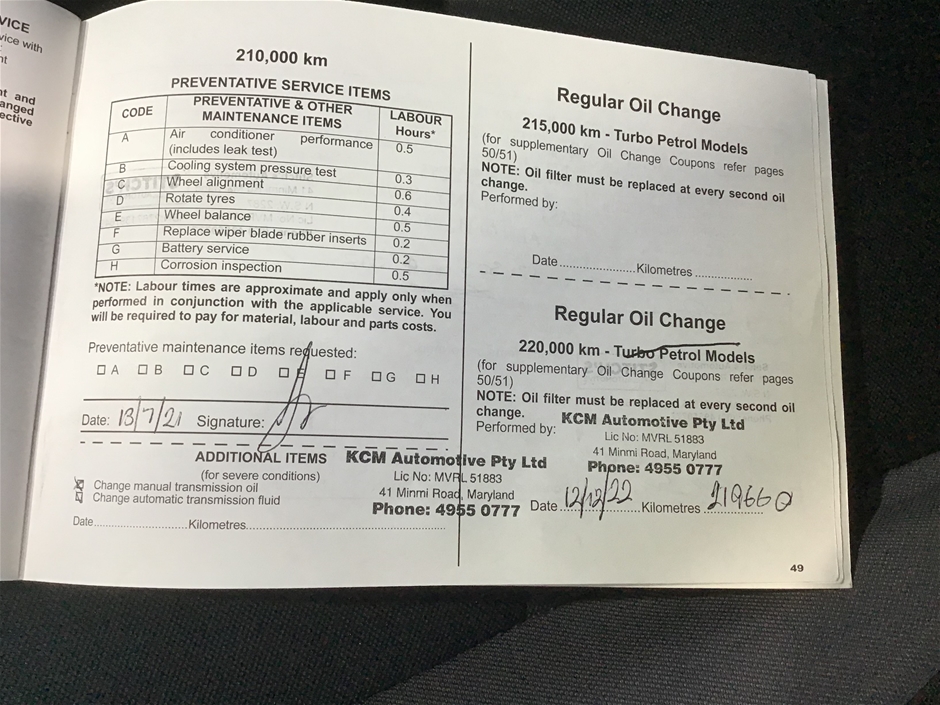 VICE
vice with
nt
nt and
anged
ective
210,000 km
PREVENTATIVE SERVICE ITEMS
CODE PREVENTATIVE & OTHER MAINTENANCE ITEMS LABOUR Hours*
A Air conditioner performance (includes leak test) 0.5
B Cooling system pressure test 0.3
C Wheel alignment 0.6
D Rotate tyres 0.4
E Wheel balance 0.5
F Replace wiper blade rubber inserts 0.2
G Battery service 0.2
H Corrosion inspection 0.5
*NOTE: Labour times are approximate and apply only when
performed in conjunction with the applicable service. You
will be required to pay for material, labour and parts costs.
Preventative maintenance items requested:
A B C D E F G H
Date: 13/7/21 Signature:
ADDITIONAL ITEMS
(for severe conditions)
Change manual transmission oil
Change automatic transmission fluid
Date....................Kilometres
KCM Automotive Pty Ltd
Lic No: MVRL 51883
41 Minmi Road, Maryland
Phone: 4955 0777
Regular Oil Change
215,000 km - Turbo Petrol Models
(for supplementary Oil Change Coupons refer pages
50/51)
NOTE: Oil filter must be replaced at every second oil
change.
Performed by:
Date ....................Kilometres ................
Regular Oil Change
220,000 km - Turbo Petrol Models
(for supplementary Oil Change Coupons refer pages
50/51)
NOTE: Oil filter must be replaced at every second oil
change.
Performed by:
KCM Automotive Pty Ltd
Lic No: MVRL 51883
41 Minmi Road, Maryland
Phone: 4955 0777
Date 12/12/22 Kilometres 219660
49